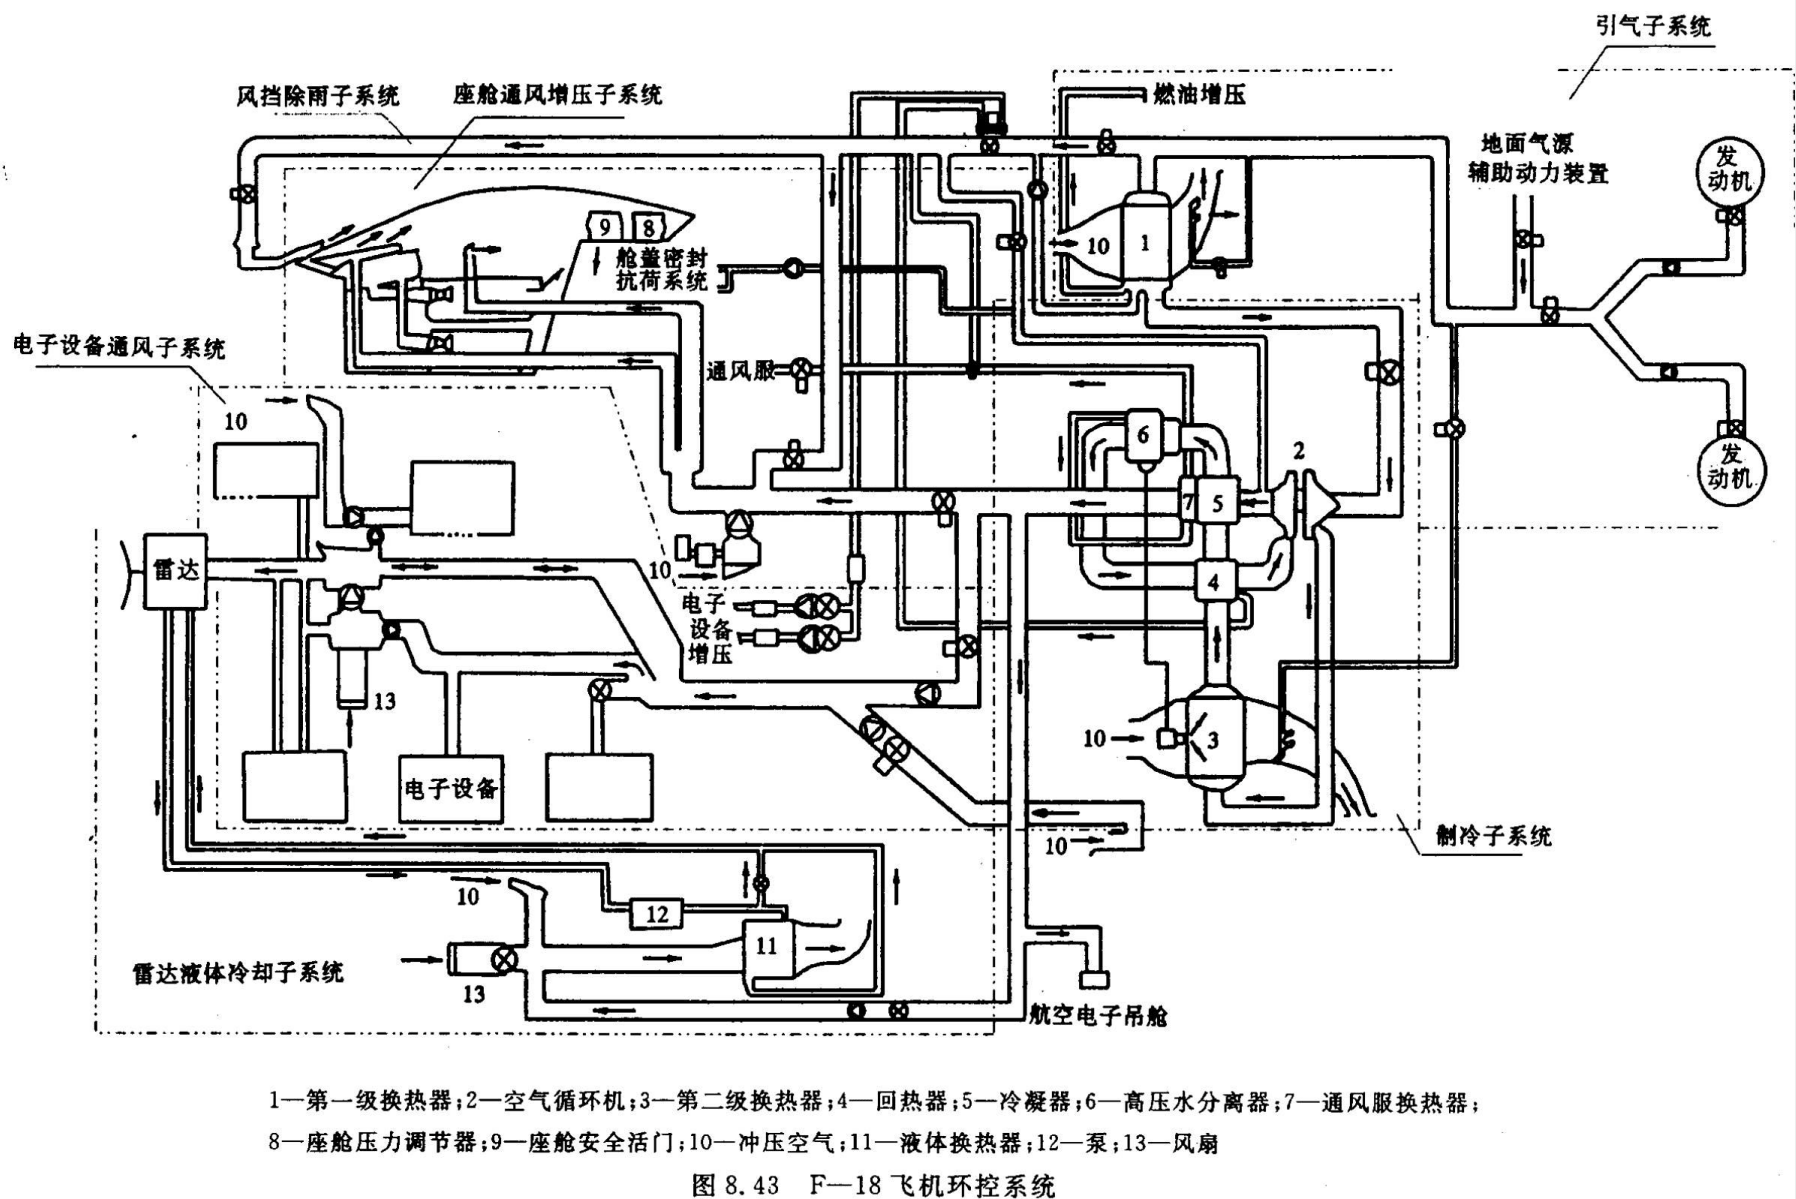 引气子系统
风挡除雨子系统
座舱通风增压子系统
燃油增压
地面气源
辅助动力装置
发
动机
9
8
舱盖密封
抗荷系统
10
1
电子设备通风子系统
通风服
10
6
2
发
动机
7
5
雷达
10
4
电子
设备
增压
13
10
3
电子设备
10
制冷子系统
10
12
11
雷达液体冷却子系统
13
航空电子吊舱
1—第一级换热器;2—空气循环机;3—第二级换热器;4—回热器;5—冷凝器;6—高压水分离器;7—通风服换热器;
8—座舱压力调节器;9—座舱安全活门;10—冲压空气;11—液体换热器;12—泵;13—风扇
图 8.43 F—18 飞机环控系统